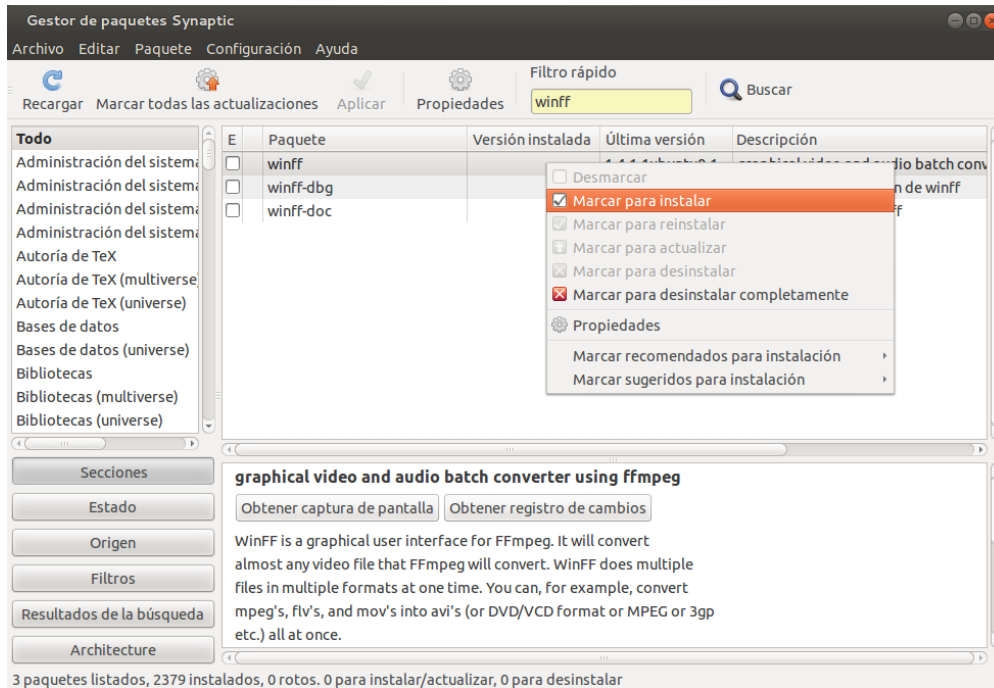 Gestor de paquetes Synaptic
Archivo Editar Paquete Configuración Ayuda
Recargar Marcar todas las actualizaciones Aplicar Propiedades
Filtro rápido
winff
Buscar
Todo
Administración del sistema
Administración del sistema
Administración del sistema
Administración del sistema
Autoría de TeX
Autoría de TeX (multiverse
Autoría de TeX (universe)
Bases de datos
Bases de datos (universe)
Bibliotecas
Bibliotecas (multiverse)
Bibliotecas (universe)
Secciones
Estado
Origen
Filtros
Resultados de la búsqueda
Architecture
E Paquete Versión instalada Última versión Descripción
winff
winff-dbg n de winff
winff-doc
Desmarcar
Marcar para instalar
Marcar para reinstalar
Marcar para actualizar
Marcar para desinstalar
Marcar para desinstalar completamente
Propiedades
Marcar recomendados para instalación
Marcar sugeridos para instalación
graphical video and audio batch converter using ffmpeg
Obtener captura de pantalla Obtener registro de cambios
WinFF is a graphical user interface for FFmpeg. It will convert
almost any video file that FFmpeg will convert. WinFF does multiple
files in multiple formats at one time. You can, for example, convert
mpeg's, flv's, and mov's into avi's (or DVD/VCD format or MPEG or 3gp
etc.) all at once.
3 paquetes listados, 2379 instalados, 0 rotos. 0 para instalar/actualizar, 0 para desinstalar